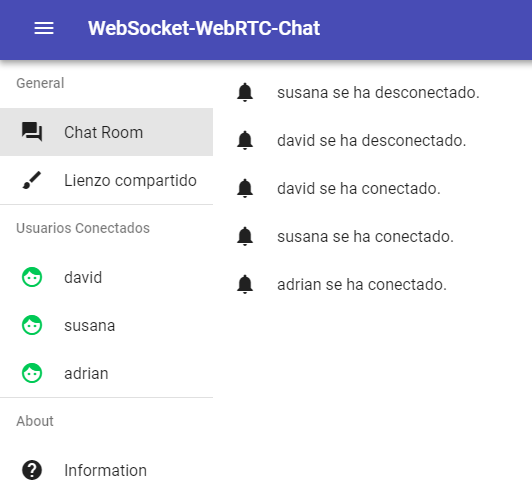 WebSocket-WebRTC-Chat
General
Chat Room
Lienzo compartido
Usuarios Conectados
david
susana
adrian
About
Information
susana se ha desconectado.
david se ha desconectado.
david se ha conectado.
susana se ha conectado.
adrian se ha conectado.